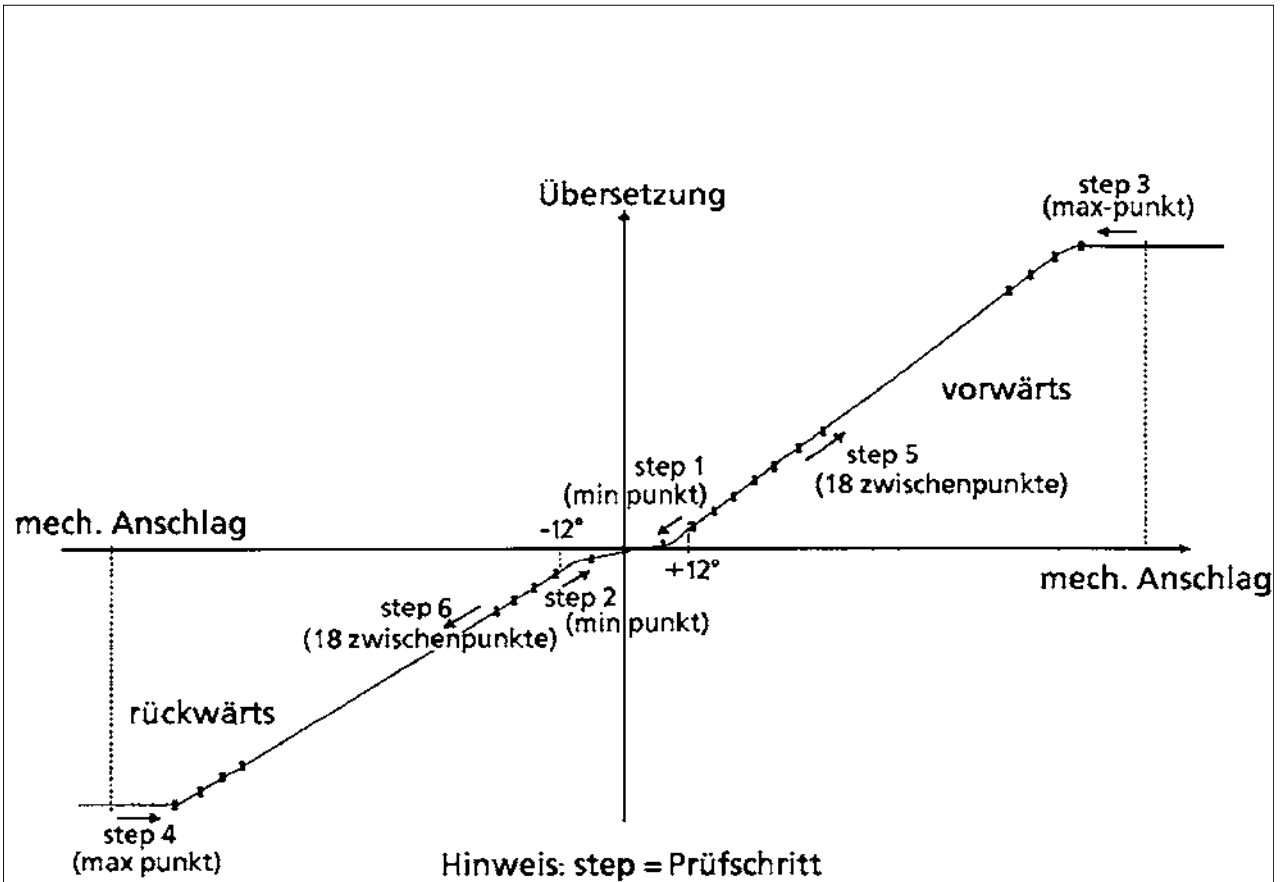 Übersetzung
step 3
(max-punkt)
vorwärts
step 1
(min punkt)
step 5
(18 zwischenpunkte)
mech. Anschlag
-12°
+12°
mech. Anschlag
step 6
(18 zwischenpunkte)
step 2
(min punkt)
rückwärts
step 4
(max punkt)
Hinweis: step = Prüfschritt